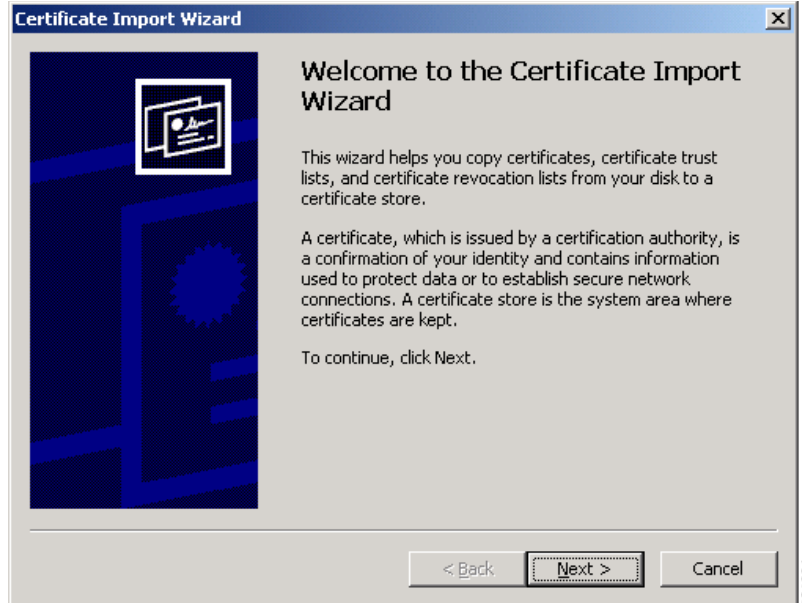 Certificate Import Wizard
Welcome to the Certificate Import
Wizard
This wizard helps you copy certificates, certificate trust
lists, and certificate revocation lists from your disk to a
certificate store.
A certificate, which is issued by a certification authority, is
a confirmation of your identity and contains information
used to protect data or to establish secure network
connections. A certificate store is the system area where
certificates are kept.
To continue, click Next.
< Back Next > Cancel